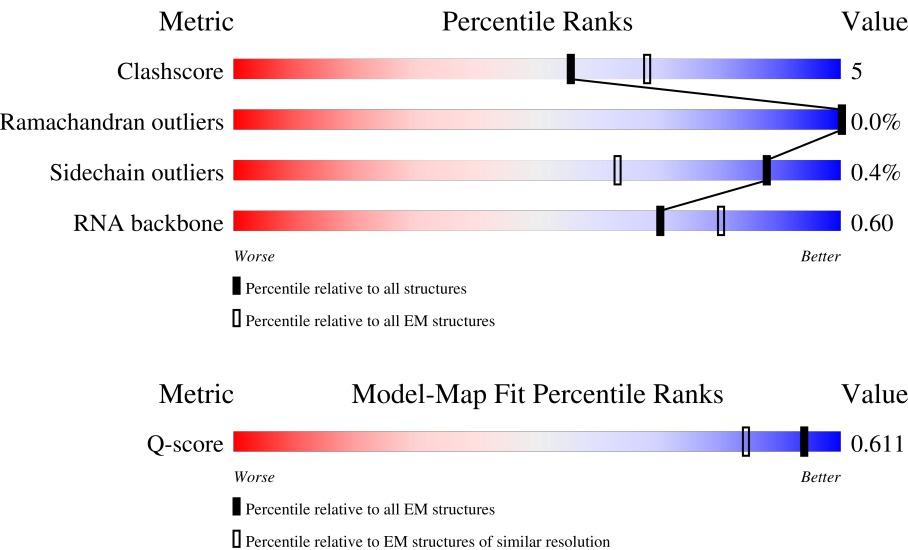 Metric Percentile Ranks Value
Clashscore 5
Ramachandran outliers 0.0%
Sidechain outliers 0.4%
RNA backbone 0.60
Worse Better
Percentile relative to all structures
Percentile relative to all EM structures
Metric Model-Map Fit Percentile Ranks Value
Q-score 0.611
Worse Better
Percentile relative to all EM structures
Percentile relative to EM structures of similar resolution